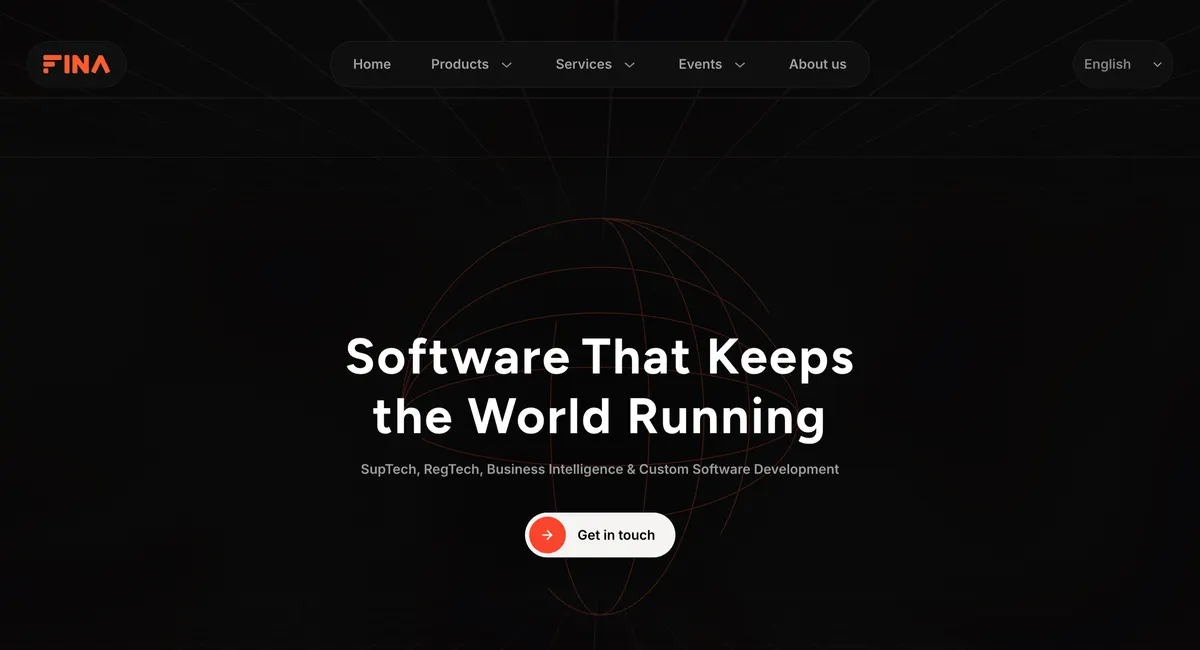 FINA
Home Products Services Events About us
English
Software That Keeps
the World Running
SupTech, RegTech, Business Intelligence & Custom Software Development
Get in touch